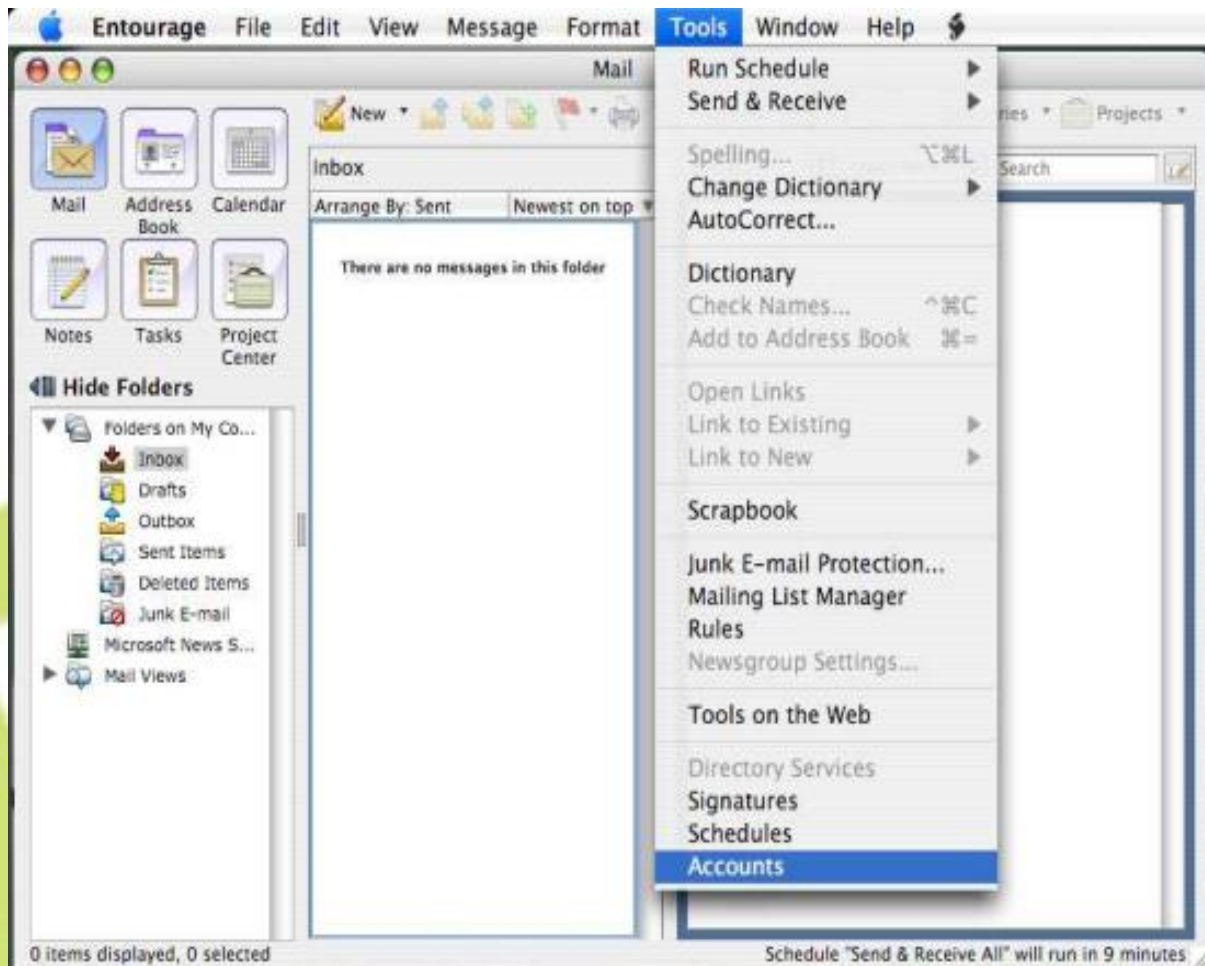 Entourage File Edit View Message Format Tools Window Help
Mail
New
Projects
Inbox
Search
Arrange By: Sent Newest on top
There are no messages in this folder
Mail
Address Book
Calendar
Notes
Tasks
Project Center
Hide Folders
Folders on My Co...
Inbox
Drafts
Outbox
Sent Items
Deleted Items
Junk E-mail
Microsoft News S...
Mail Views
Run Schedule
Send & Receive
Spelling... ⌥⌘L
Change Dictionary
AutoCorrect...
Dictionary
Check Names... ^⌘C
Add to Address Book ⌘=
Open Links
Link to Existing
Link to New
Scrapbook
Junk E-mail Protection...
Mailing List Manager
Rules
Newsgroup Settings...
Tools on the Web
Directory Services
Signatures
Schedules
Accounts
0 items displayed, 0 selected
Schedule "Send & Receive All" will run in 9 minutes